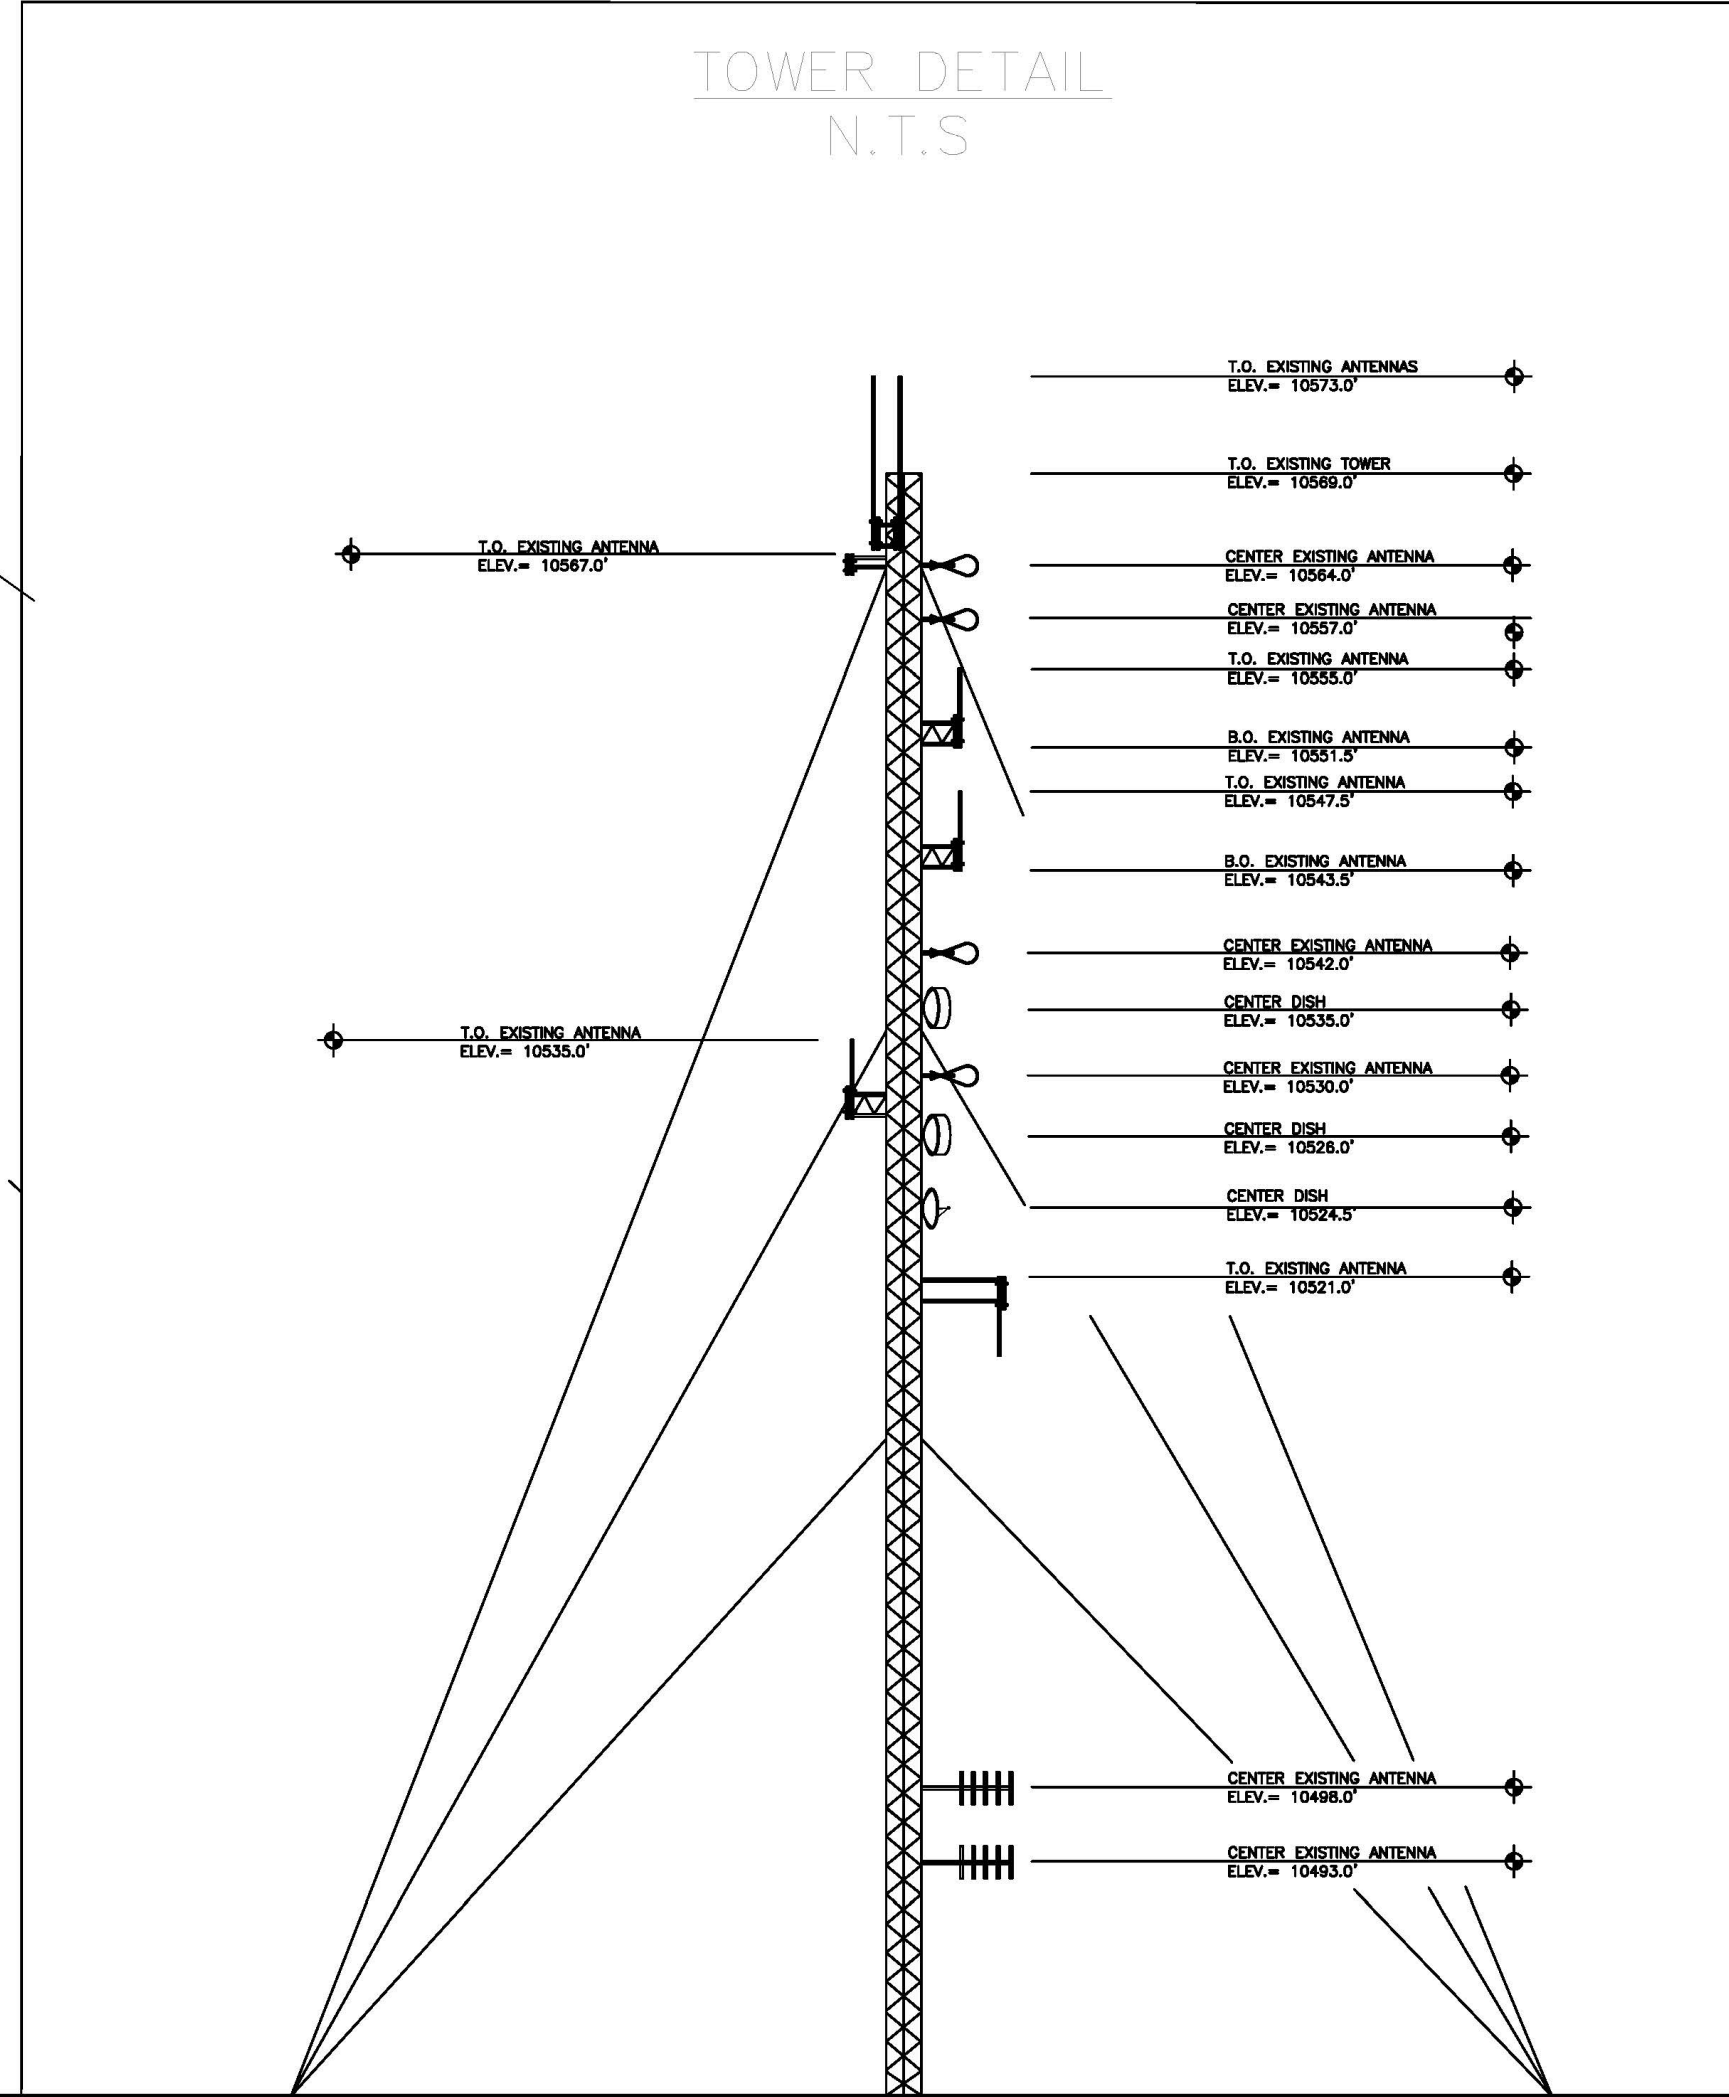 TOWER DETAIL
N.T.S
T.O. EXISTING ANTENNAS
ELEV.= 10573.0'
T.O. EXISTING TOWER
ELEV.= 10569.0'
T.O. EXISTING ANTENNA
ELEV.= 10567.0'
CENTER EXISTING ANTENNA
ELEV.= 10564.0'
CENTER EXISTING ANTENNA
ELEV.= 10557.0'
T.O. EXISTING ANTENNA
ELEV.= 10555.0'
B.O. EXISTING ANTENNA
ELEV.= 10551.5'
T.O. EXISTING ANTENNA
ELEV.= 10547.5'
B.O. EXISTING ANTENNA
ELEV.= 10543.5'
CENTER EXISTING ANTENNA
ELEV.= 10542.0'
CENTER DISH
ELEV.= 10535.0'
T.O. EXISTING ANTENNA
ELEV.= 10535.0'
CENTER EXISTING ANTENNA
ELEV.= 10530.0'
CENTER DISH
ELEV.= 10526.0'
CENTER DISH
ELEV.= 10524.5'
T.O. EXISTING ANTENNA
ELEV.= 10521.0'
CENTER EXISTING ANTENNA
ELEV.= 10498.0'
CENTER EXISTING ANTENNA
ELEV.= 10493.0'